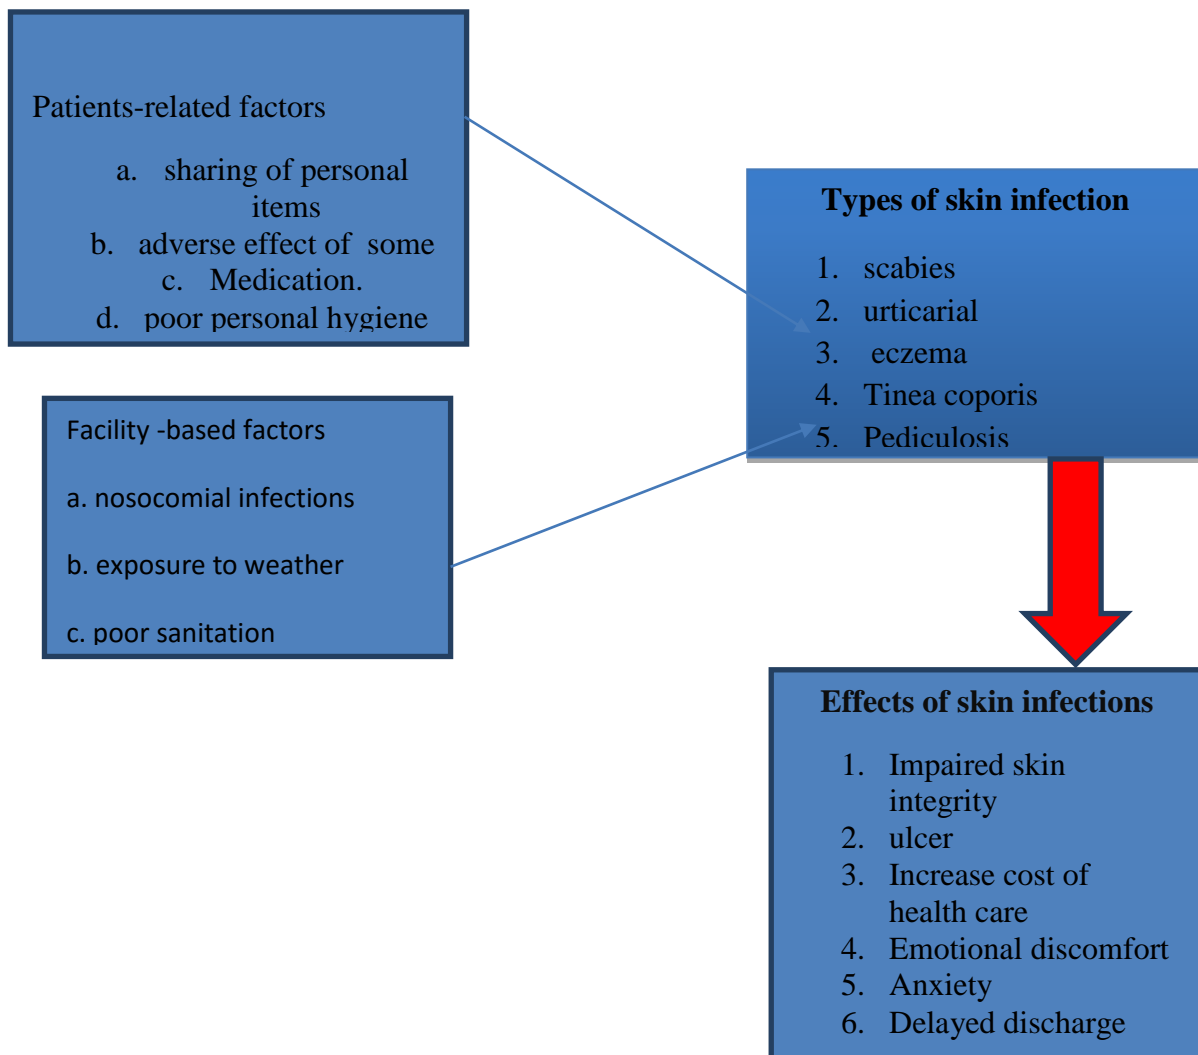 Patients-related factors
a. sharing of personal
items
b. adverse effect of some
c. Medication.
d. poor personal hygiene
Facility -based factors
a. nosocomial infections
b. exposure to weather
c. poor sanitation
Types of skin infection
1. scabies
2. urticarial
3. eczema
4. Tinea coporis
5. Pediculosis
Effects of skin infections
1. Impaired skin
integrity
2. ulcer
3. Increase cost of
health care
4. Emotional discomfort
5. Anxiety
6. Delayed discharge